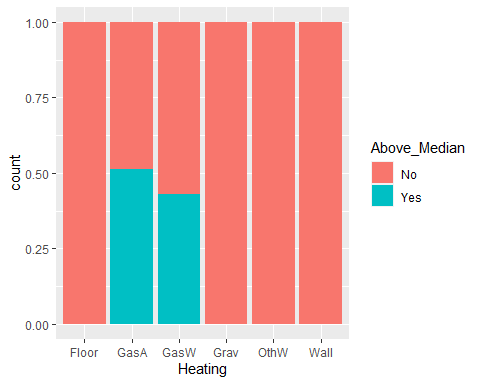 1.00
0.75
0.50
0.25
0.00
count
Floor GasA GasW Grav OthW Wall
Heating
Above_Median
No
Yes